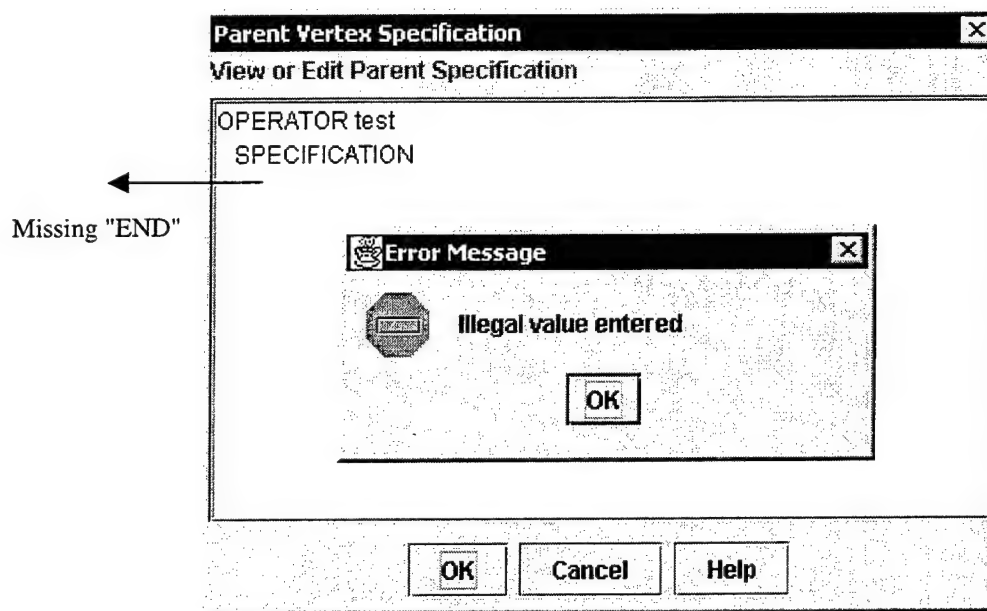 Parent Vertex Specification
View or Edit Parent Specification
OPERATOR test
SPECIFICATION
Missing "END"
Error Message
Illegal value entered
OK
OK Cancel Help